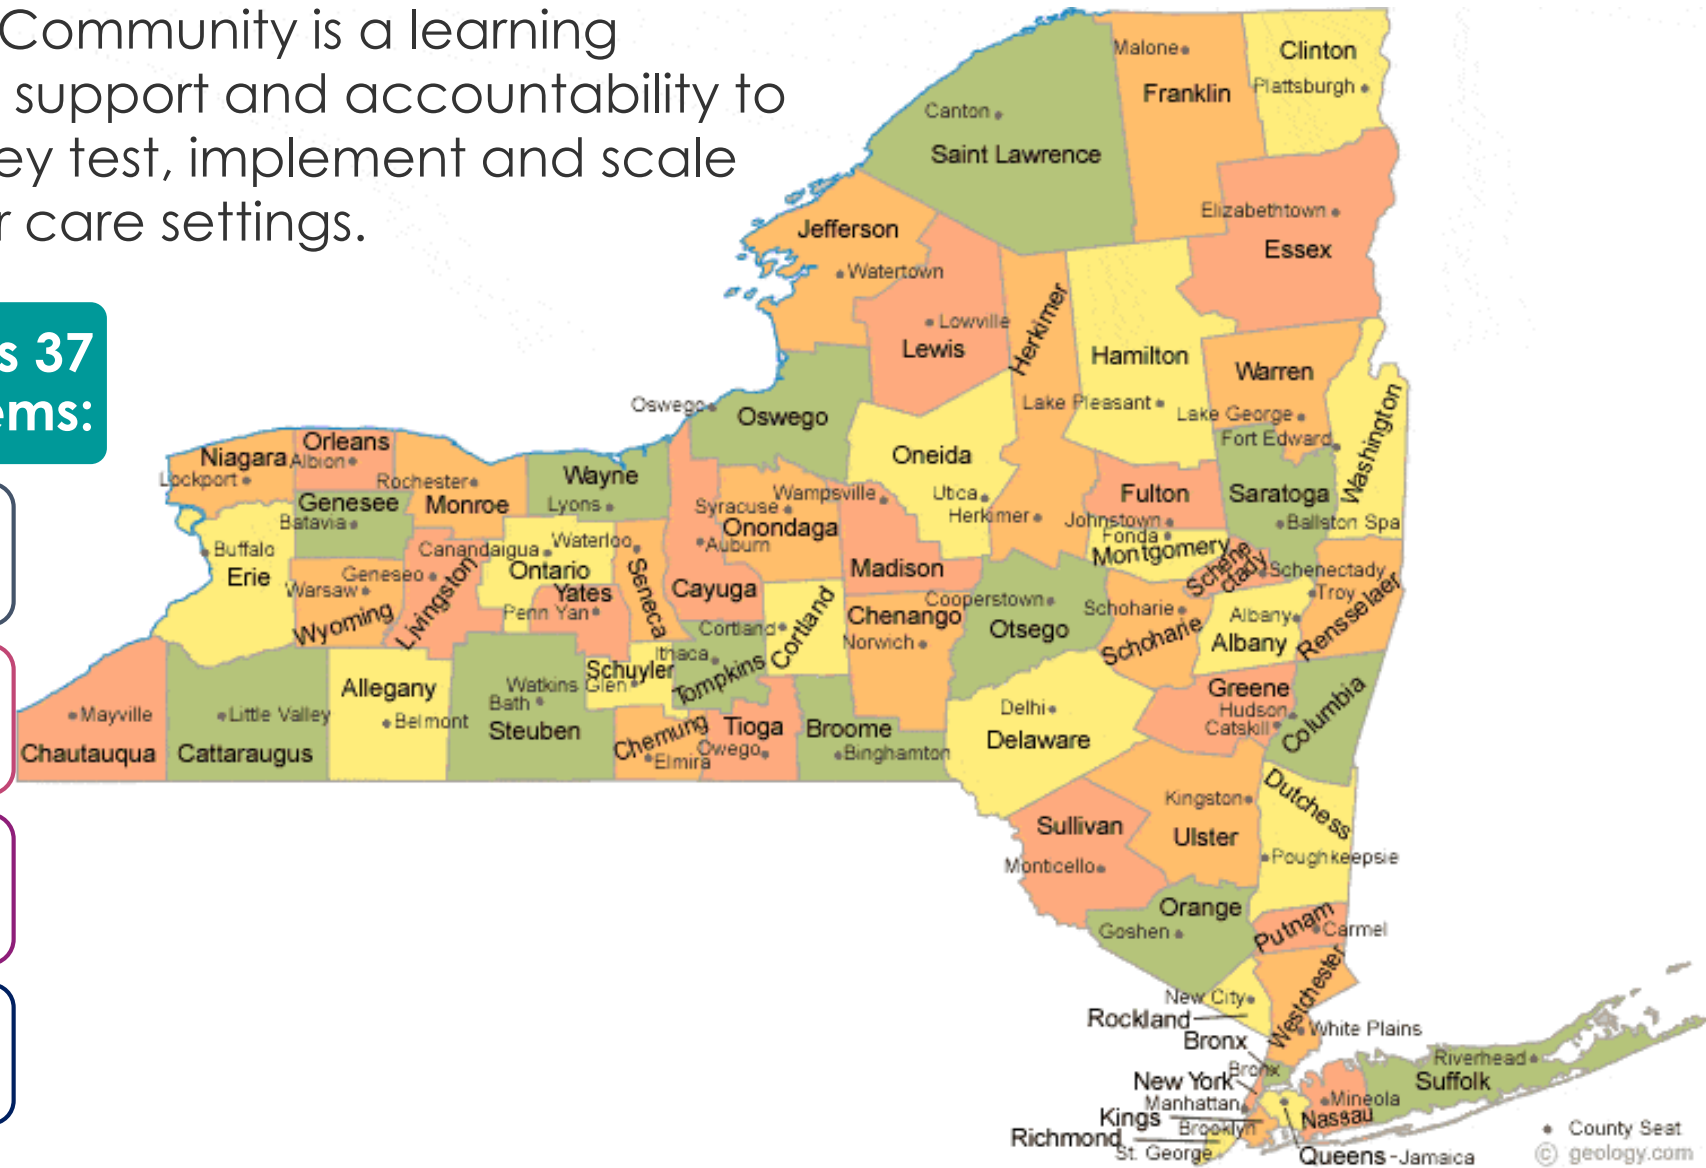 Community is a learning
support and accountability to
ey test, implement and scale
r care settings.
s 37
ems:
Malone
Franklin
Clinton
Plattsburgh
Canton
Saint Lawrence
Elizabethtown
Essex
Jefferson
Watertown
Lowville
Lewis
Herkimer
Hamilton
Lake Pleasant
Warren
Lake George
Fort Edward
Washington
Oswego
Oswego
Oneida
Utica
Herkimer
Fulton
Johnstown
Fonda
Montgomery
Saratoga
Ballston Spa
Niagara
Lockport
Orleans
Albion
Genesee
Batavia
Rochester
Monroe
Wayne
Lyons
Syracuse
Onondaga
Wampsville
Madison
Auburn
Cayuga
Buffalo
Erie
Warsaw
Wyoming
Geneseo
Livingston
Canandaigua
Ontario
Waterloo
Seneca
Yates
Penn Yan
Cortland
Cortland
Chenango
Norwich
Cooperstown
Otsego
Schoharie
Schoharie
Schene
ctady
Schenectady
Troy
Rensselaer
Albany
Albany
Mayville
Chautauqua
Little Valley
Cattaraugus
Allegany
Belmont
Bath
Steuben
Schuyler
Watkins Glen
Ithaca
Tompkins
Chemung
Elmira
Tioga
Owego
Broome
Binghamton
Delhi
Delaware
Greene
Hudson
Catskill
Columbia
Kingston
Ulster
Dutchess
Poughkeepsie
Sullivan
Monticello
Orange
Goshen
Putnam
Carmel
Westchester
White Plains
New City
Rockland
Bronx
Bronx
New York
Manhattan
Kings
Brooklyn
Richmond
St. George
Queens - Jamaica
Mineola
Nassau
Riverhead
Suffolk
County Seat
© geology.com